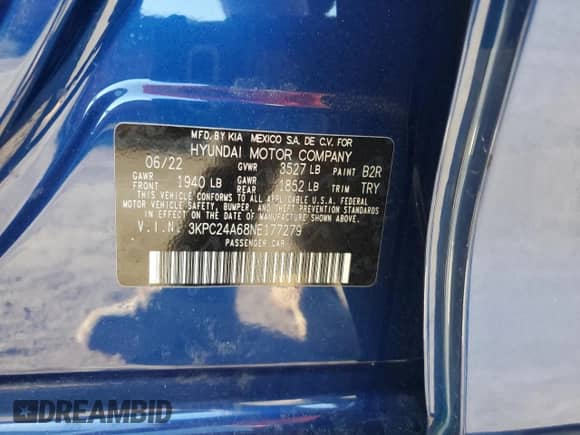 MFD. BY KIA MEXICO S.A. DE C.V. FOR
HYUNDAI MOTOR COMPANY
06/22 GVWR 3527 LB PAINT B2R
GAWR FRONT 1940 LB GAWR REAR 1852 LB TRIM TRY
THIS VEHICLE CONFORMS TO ALL APPLICABLE U.S.A. FEDERAL
MOTOR VEHICLE SAFETY, BUMPER, AND THEFT PREVENTION STANDARDS
IN EFFECT ON THE DATE OF MANUFACTURE SHOWN ABOVE.
V.I.N: 3KPC24A68NE177279
PASSENGER CAR
DREAMBID